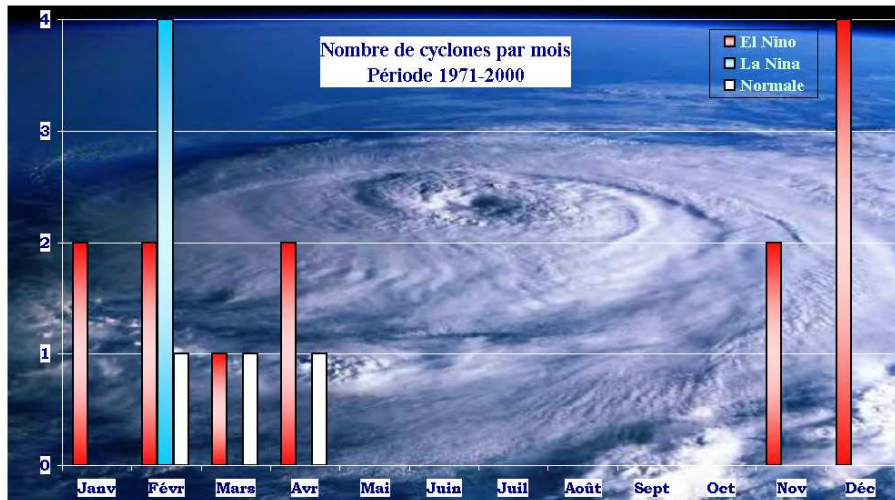 Nombre de cyclones par mois
Période 1971-2000
El Nino
La Nina
Normale
4
3
2
1
0
Janv Févr Mars Avr Mai Juin Juil Août Sept Oct Nov Déc